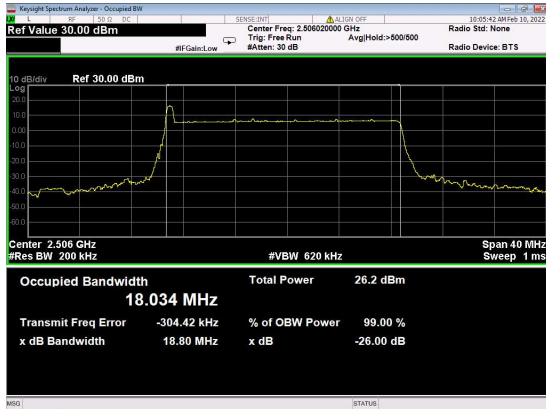 Keysight Spectrum Analyzer - Occupied BW
LXI L RF 50 Ω DC SENSE:INT ALIGN OFF 10:05:42 AM Feb 10, 2022
Ref Value 30.00 dBm Center Freq: 2.506020000 GHz Radio Std: None
Trig: Free Run Avg|Hold:>500/500
#IFGain:Low #Atten: 30 dB Radio Device: BTS
10 dB/div Ref 30.00 dBm
Log
20.0
10.0
0.00
-10.0
-20.0
-30.0
-40.0
-50.0
-60.0
Center 2.506 GHz Span 40 MHz
#Res BW 200 kHz #VBW 620 kHz Sweep 1 ms
Occupied Bandwidth Total Power 26.2 dBm
18.034 MHz
Transmit Freq Error -304.42 kHz % of OBW Power 99.00 %
x dB Bandwidth 18.80 MHz x dB -26.00 dB
MSG STATUS